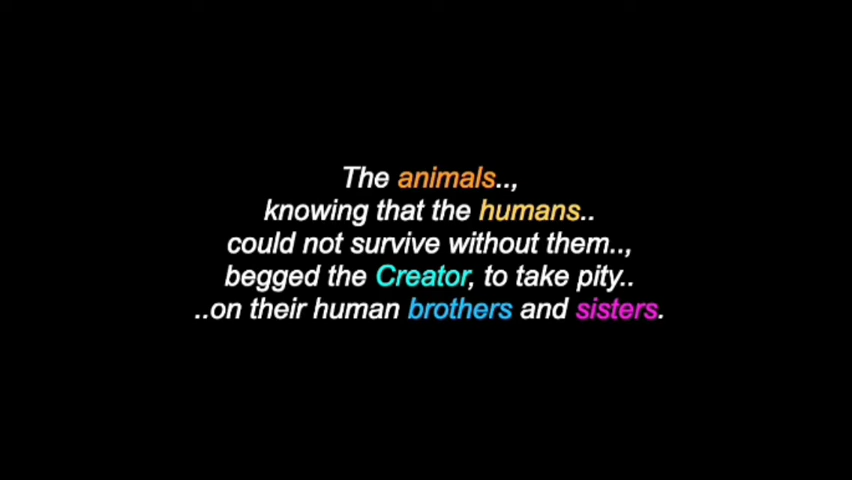 The animals..,
knowing that the humans..
could not survive without them..,
begged the Creator, to take pity..
..on their human brothers and sisters.